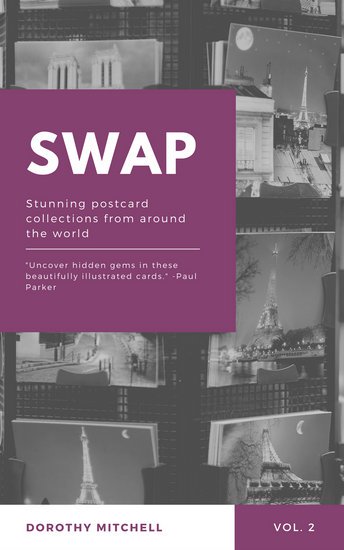 SWAP
Stunning postcard
collections from around
the world
"Uncover hidden gems in these
beautifully illustrated cards." -Paul
Parker
DOROTHY MITCHELL
VOL. 2